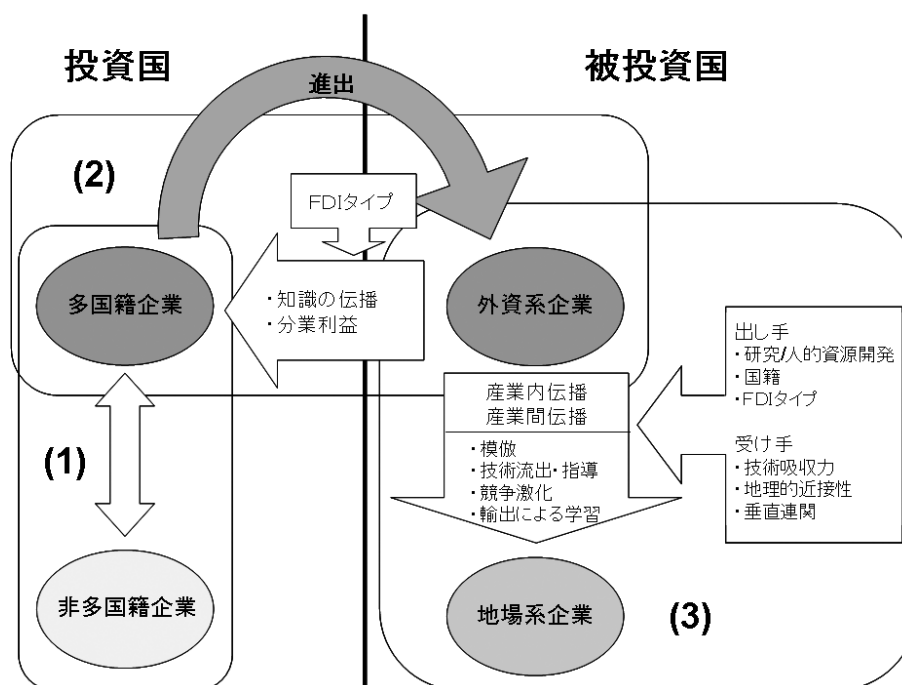 投資国
被投資国
進出
(2)
FDIタイプ
多国籍企業
・知識の伝播
・分業利益
外資系企業
出し手
・研究/人的資源開発
・国籍
・FDIタイプ
受け手
・技術吸収力
・地理的近接性
・垂直連関
産業内伝播
産業間伝播
・模倣
・技術流出・指導
・競争激化
・輸出による学習
(1)
非多国籍企業
地場系企業
(3)